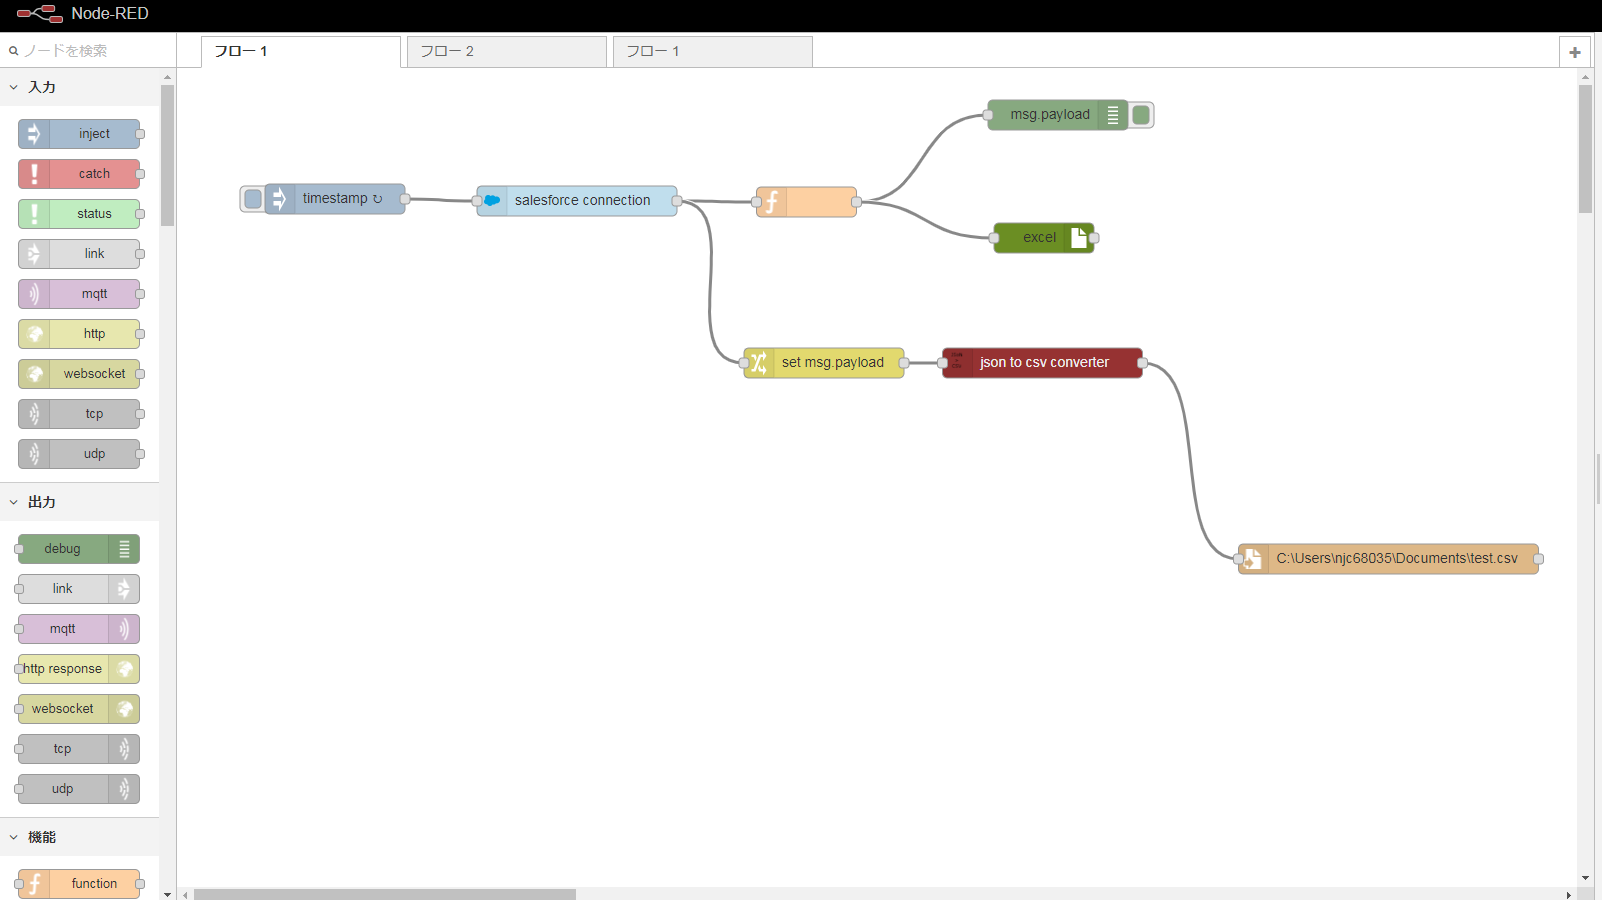 Node-RED
ノードを検索
フロー 1
フロー 2
フロー 1
入力
inject
catch
status
link
mqtt
http
websocket
tcp
udp
出力
debug
link
mqtt
http response
websocket
tcp
udp
機能
function
msg.payload
timestamp ↻
salesforce connection
excel
set msg.payload
json to csv converter
C:\Users\njc68035\Documents\test.csv